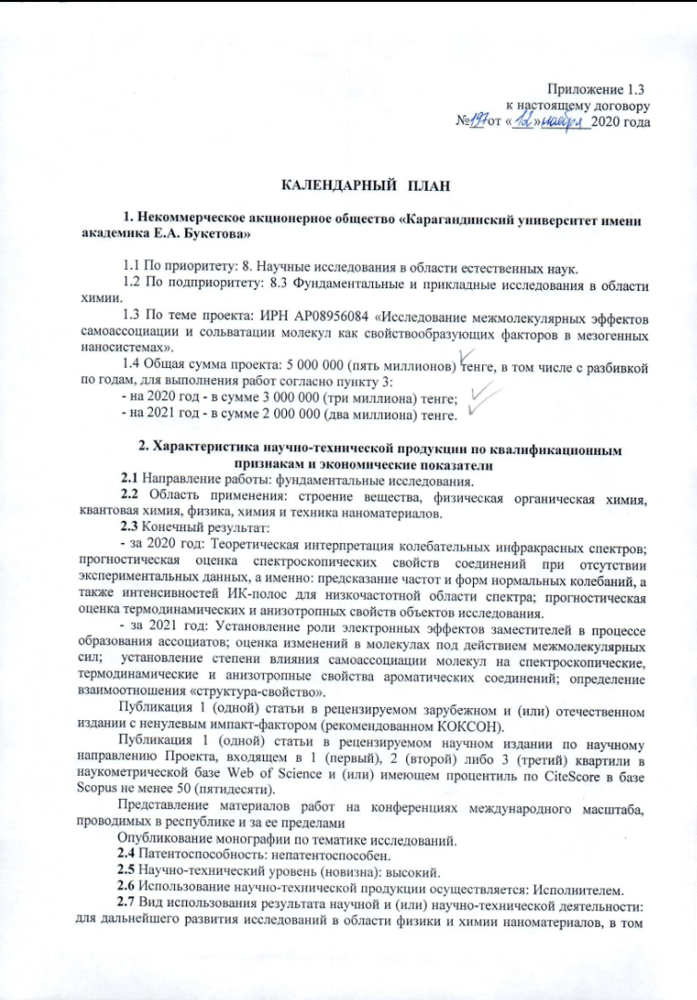 Приложение 1.3
к настоящему договору
№197от «12»ноября 2020 года
КАЛЕНДАРНЫЙ ПЛАН
1. Некоммерческое акционерное общество «Карагандинский университет имени
академика Е.А. Букетова»
1.1 По приоритету: 8. Научные исследования в области естественных наук.
1.2 По подприоритету: 8.3 Фундаментальные и прикладные исследования в области
химии.
1.3 По теме проекта: ИРН AP08956084 «Исследование межмолекулярных эффектов
самоассоциации и сольватации молекул как свойствообразующих факторов в мезогенных
наносистемах».
1.4 Общая сумма проекта: 5 000 000 (пять миллионов) тенге, в том числе с разбивкой
по годам, для выполнения работ согласно пункту 3:
- на 2020 год - в сумме 3 000 000 (три миллиона) тенге;
- на 2021 год - в сумме 2 000 000 (два миллиона) тенге.
2. Характеристика научно-технической продукции по квалификационным
признакам и экономические показатели
2.1 Направление работы: фундаментальные исследования.
2.2 Область применения: строение вещества, физическая органическая химия,
квантовая химия, физика, химия и техника наноматериалов.
2.3 Конечный результат:
- за 2020 год: Теоретическая интерпретация колебательных инфракрасных спектров;
прогностическая оценка спектроскопических свойств соединений при отсутствии
экспериментальных данных, а именно: предсказание частот и форм нормальных колебаний, а
также интенсивностей ИК-полос для низкочастотной области спектра; прогностическая
оценка термодинамических и анизотропных свойств объектов исследования.
- за 2021 год: Установление роли электронных эффектов заместителей в процессе
образования ассоциатов; оценка изменений в молекулах под действием межмолекулярных
сил; установление степени влияния самоассоциации молекул на спектроскопические,
термодинамические и анизотропные свойства ароматических соединений; определение
взаимоотношения «структура-свойство».
Публикация 1 (одной) статьи в рецензируемом зарубежном и (или) отечественном
издании с ненулевым импакт-фактором (рекомендованном КОКСОН).
Публикация 1 (одной) статьи в рецензируемом научном издании по научному
направлению Проекта, входящем в 1 (первый), 2 (второй) либо 3 (третий) квартили в
наукометрической базе Web of Science и (или) имеющем процентиль по CiteScore в базе
Scopus не менее 50 (пятидесяти).
Представление материалов работ на конференциях международного масштаба,
проводимых в республике и за ее пределами
Опубликование монографии по тематике исследований.
2.4 Патентоспособность: непатентоспособен.
2.5 Научно-технический уровень (новизна): высокий.
2.6 Использование научно-технической продукции осуществляется: Исполнителем.
2.7 Вид использования результата научной и (или) научно-технической деятельности:
для дальнейшего развития исследований в области физики и химии наноматериалов, в том